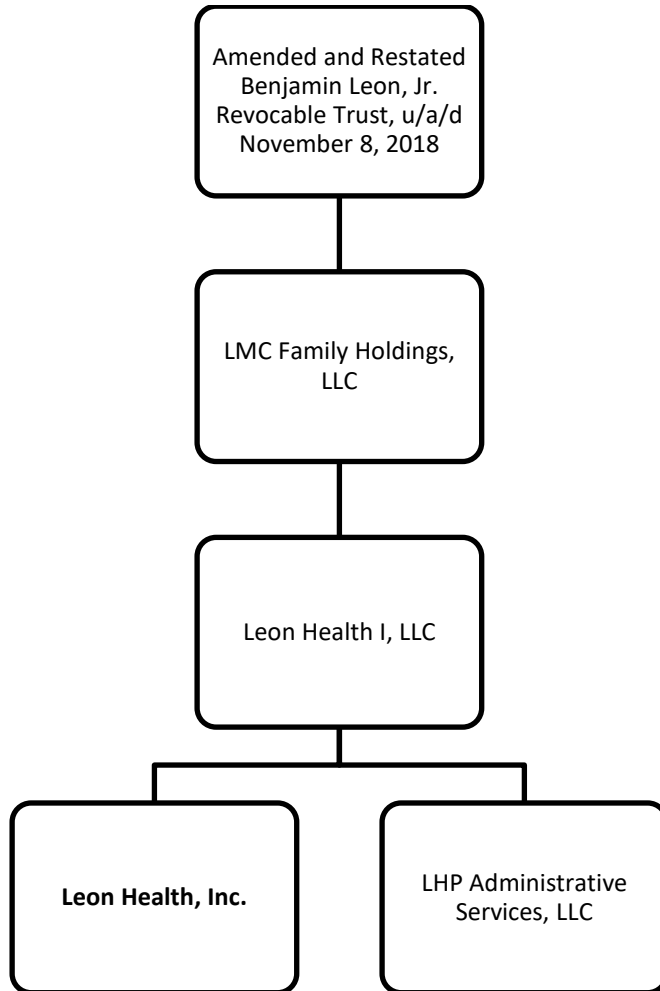 Amended and Restated
Benjamin Leon, Jr.
Revocable Trust, u/a/d
November 8, 2018
LMC Family Holdings,
LLC
Leon Health I, LLC
Leon Health, Inc.
LHP Administrative
Services, LLC